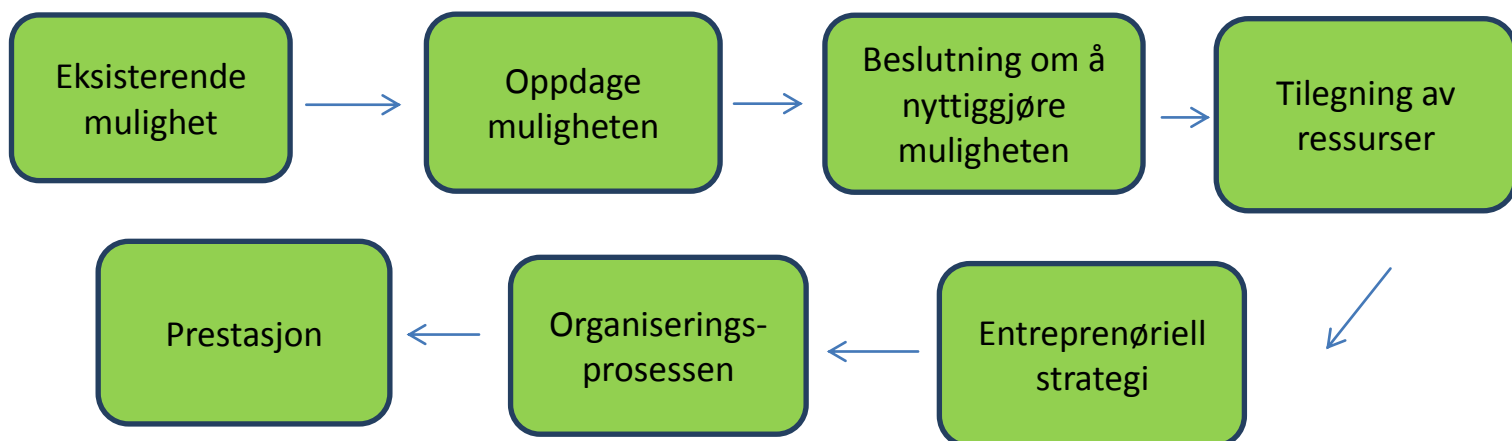 Eksisterende
mulighet
Oppdage
muligheten
Beslutning om å
nyttiggjøre
muligheten
Tilegning av
ressurser
Entreprenøriell
strategi
Organiserings-
prosessen
Prestasjon